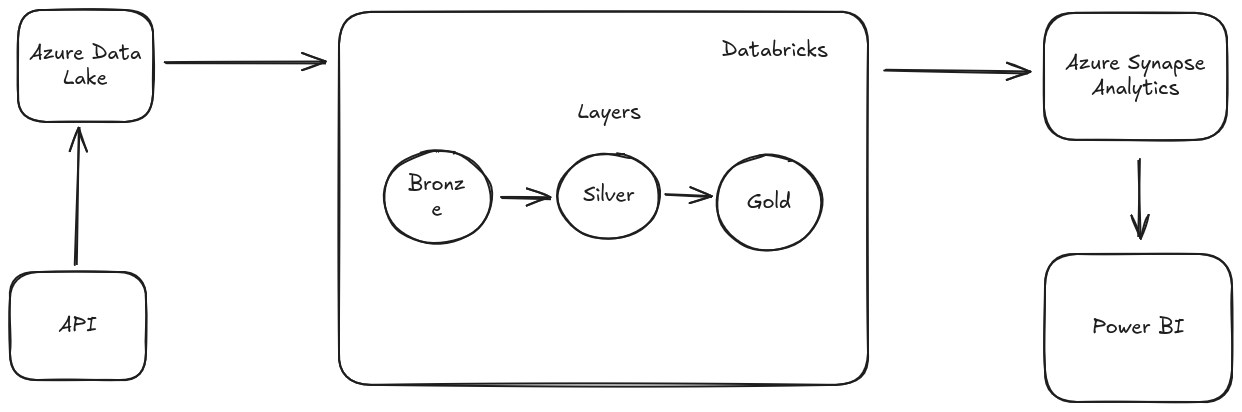 Azure Data
Lake
API
Databricks
Layers
Bronz
e
Silver
Gold
Azure Synapse
Analytics
Power BI